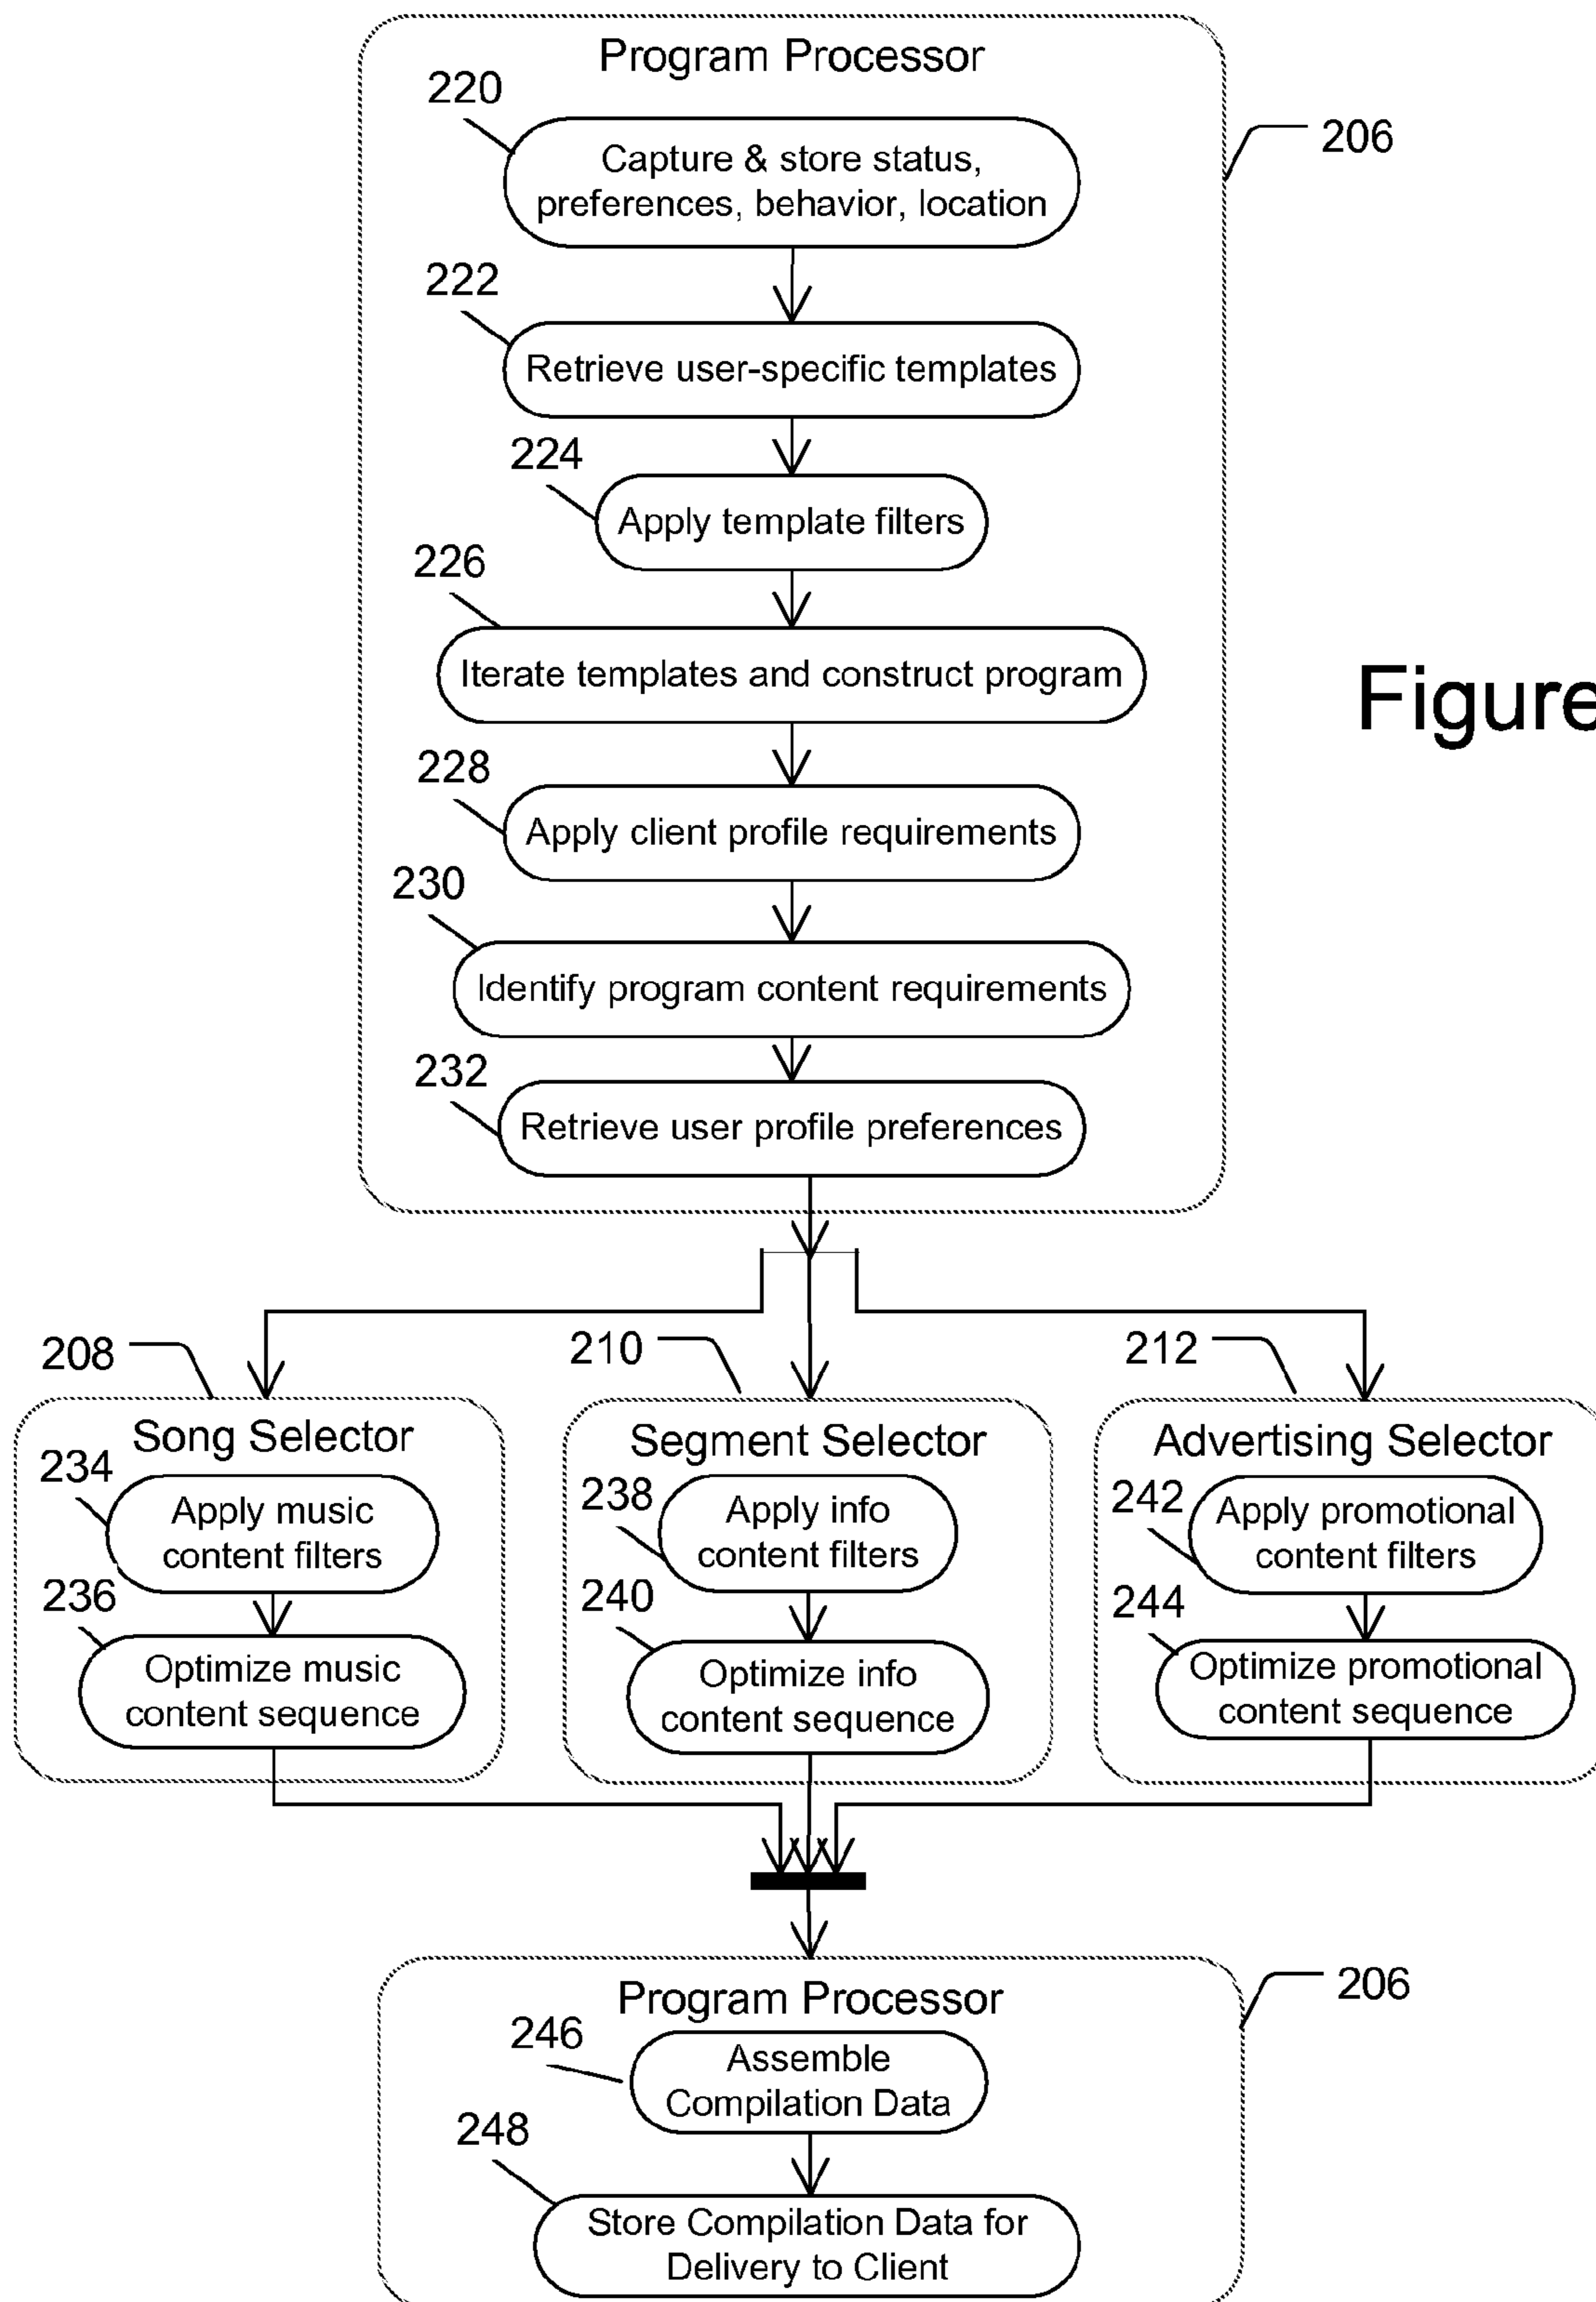 Program Processor
220
206
Capture & store status,
preferences, behavior, location
222
Retrieve user-specific templates
224
Apply template filters
226
Iterate templates and construct program
Figure
228
Apply client profile requirements
230
Identify program content requirements
232
Retrieve user profile preferences
208
210
212
Song Selector
234
Apply music
content filters
236
Optimize music
content sequence
Segment Selector
238
Apply info
content filters
240
Optimize info
content sequence
Advertising Selector
242
Apply promotional
content filters
244
Optimize promotional
content sequence
206
Program Processor
246
Assemble
Compilation Data
248
Store Compilation Data for
Delivery to Client